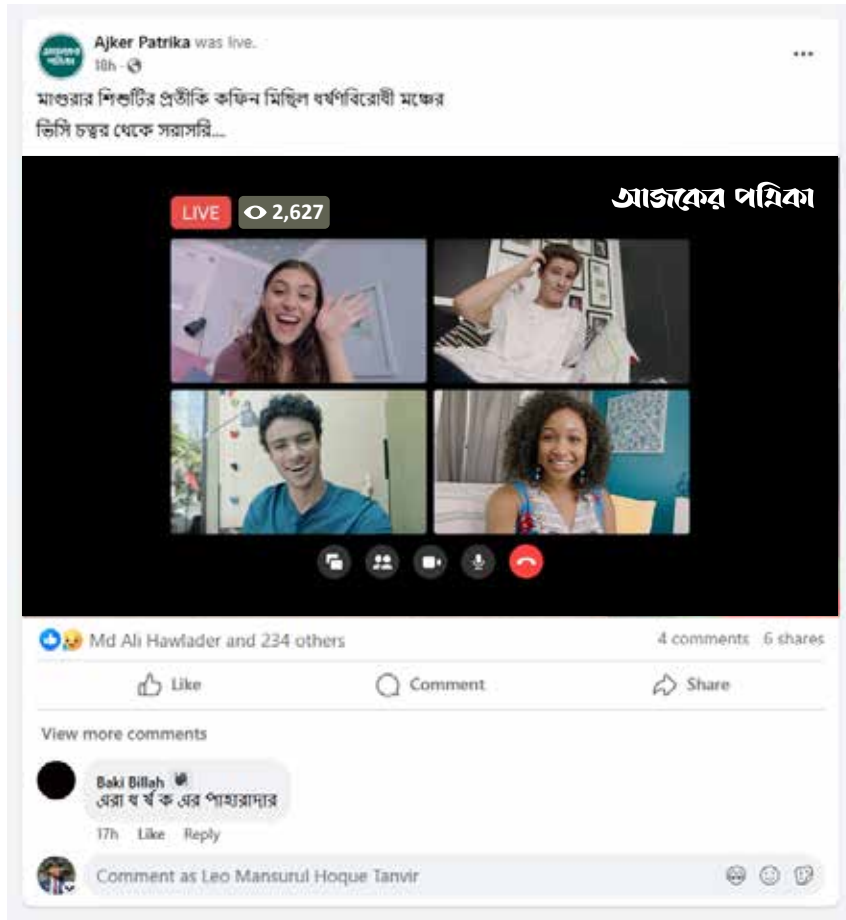 Ajker Patrika was live.
18h
মাগুরার শিশুটির প্রতীকি কফিন মিছিল ধর্ষণবিরোধী মঞ্চের
ভিসি চত্বর থেকে সরাসরি...
আজকের পত্রিকা
LIVE 2,627
Md Ali Hawlader and 234 others 4 comments 6 shares
Like Comment Share
View more comments
Baki Billah
এরা ধ র্ষ ক এর পাহারাদার
17h Like Reply
Comment as Leo Mansurul Hoque Tanvir